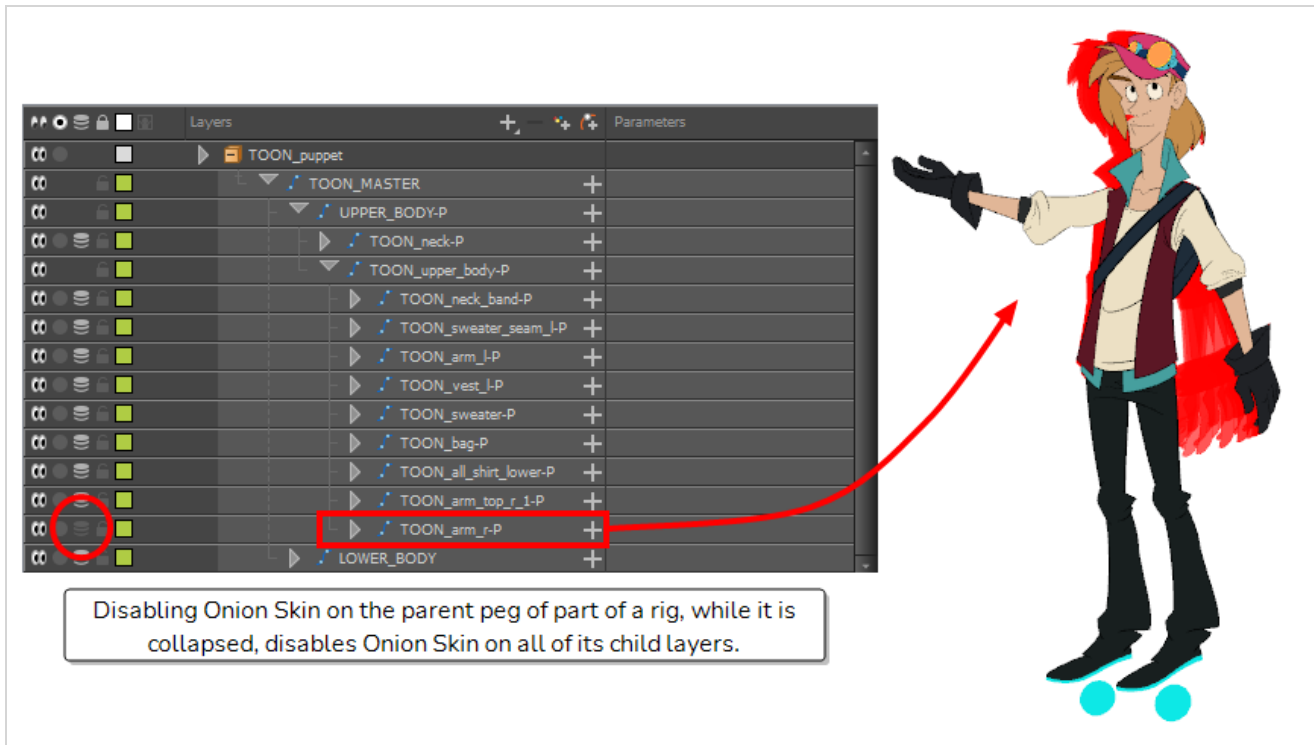 Layers
Parameters
TOON_puppet
TOON_MASTER
UPPER_BODY-P
TOON_neck-P
TOON_upper_body-P
TOON_neck_band-P
TOON_sweater_seam_l-P
TOON_arm_l-P
TOON_vest_l-P
TOON_sweater-P
TOON_bag-P
TOON_all_shirt_lower-P
TOON_arm_top_r_1-P
TOON_arm_r-P
LOWER_BODY
Disabling Onion Skin on the parent peg of part of a rig, while it is
collapsed, disables Onion Skin on all of its child layers.